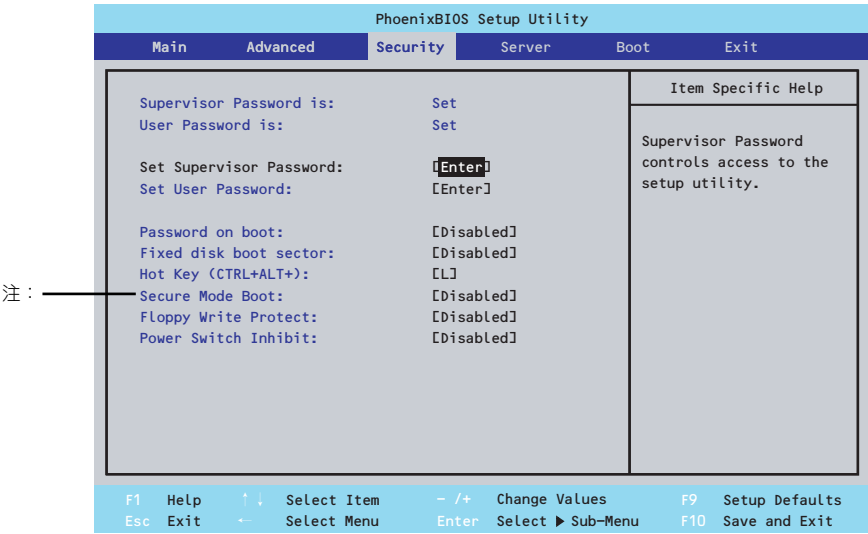 PhoenixBIOS Setup Utility
Main Advanced Security Server Boot Exit
Item Specific Help
Supervisor Password is: Set
User Password is: Set
Supervisor Password
controls access to the
setup utility.
Set Supervisor Password: [Enter]
Set User Password: [Enter]
Password on boot: [Disabled]
Fixed disk boot sector: [Disabled]
Hot Key (CTRL+ALT+): [L]
注：
Secure Mode Boot: [Disabled]
Floppy Write Protect: [Disabled]
Power Switch Inhibit: [Disabled]
F1 Help ↑↓ Select Item - /+ Change Values F9 Setup Defaults
Esc Exit ← Select Menu Enter Select ▶ Sub-Menu F10 Save and Exit